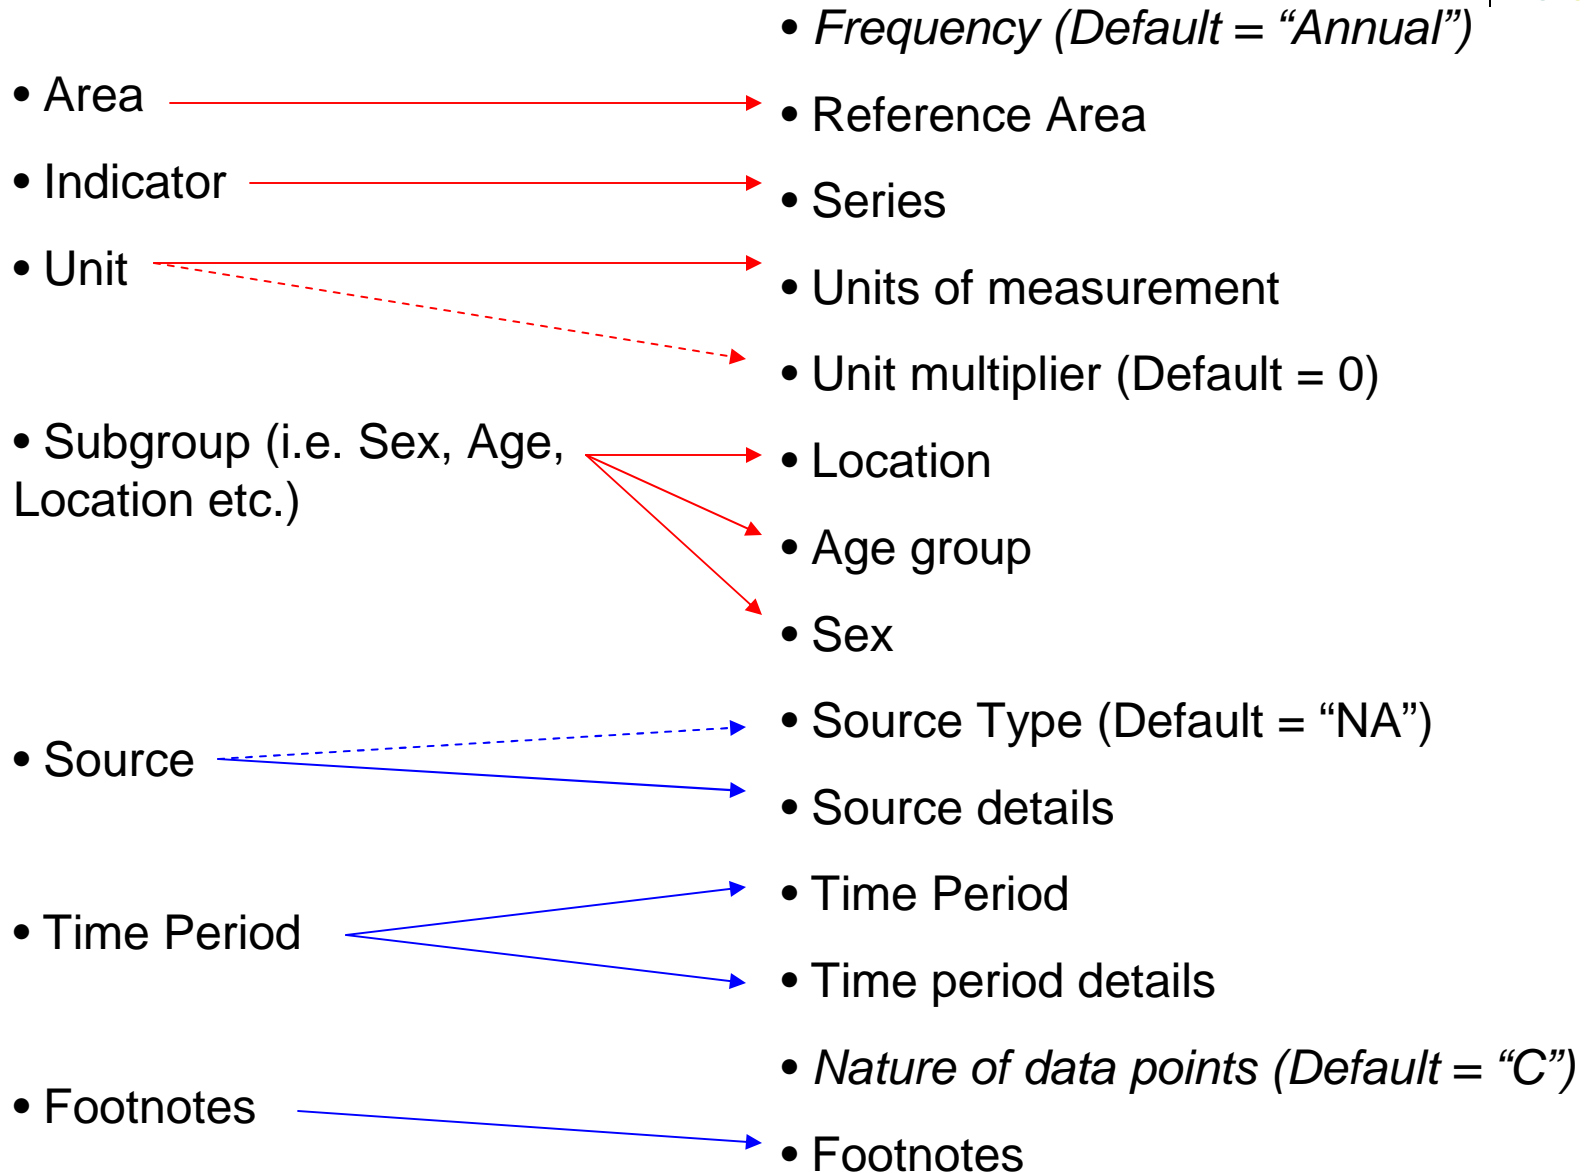 • Area
• Indicator
• Unit
• Subgroup (i.e. Sex, Age,
Location etc.)
• Source
• Time Period
• Footnotes
• Frequency (Default = “Annual”)
• Reference Area
• Series
• Units of measurement
• Unit multiplier (Default = 0)
• Location
• Age group
• Sex
• Source Type (Default = “NA”)
• Source details
• Time Period
• Time period details
• Nature of data points (Default = “C”)
• Footnotes